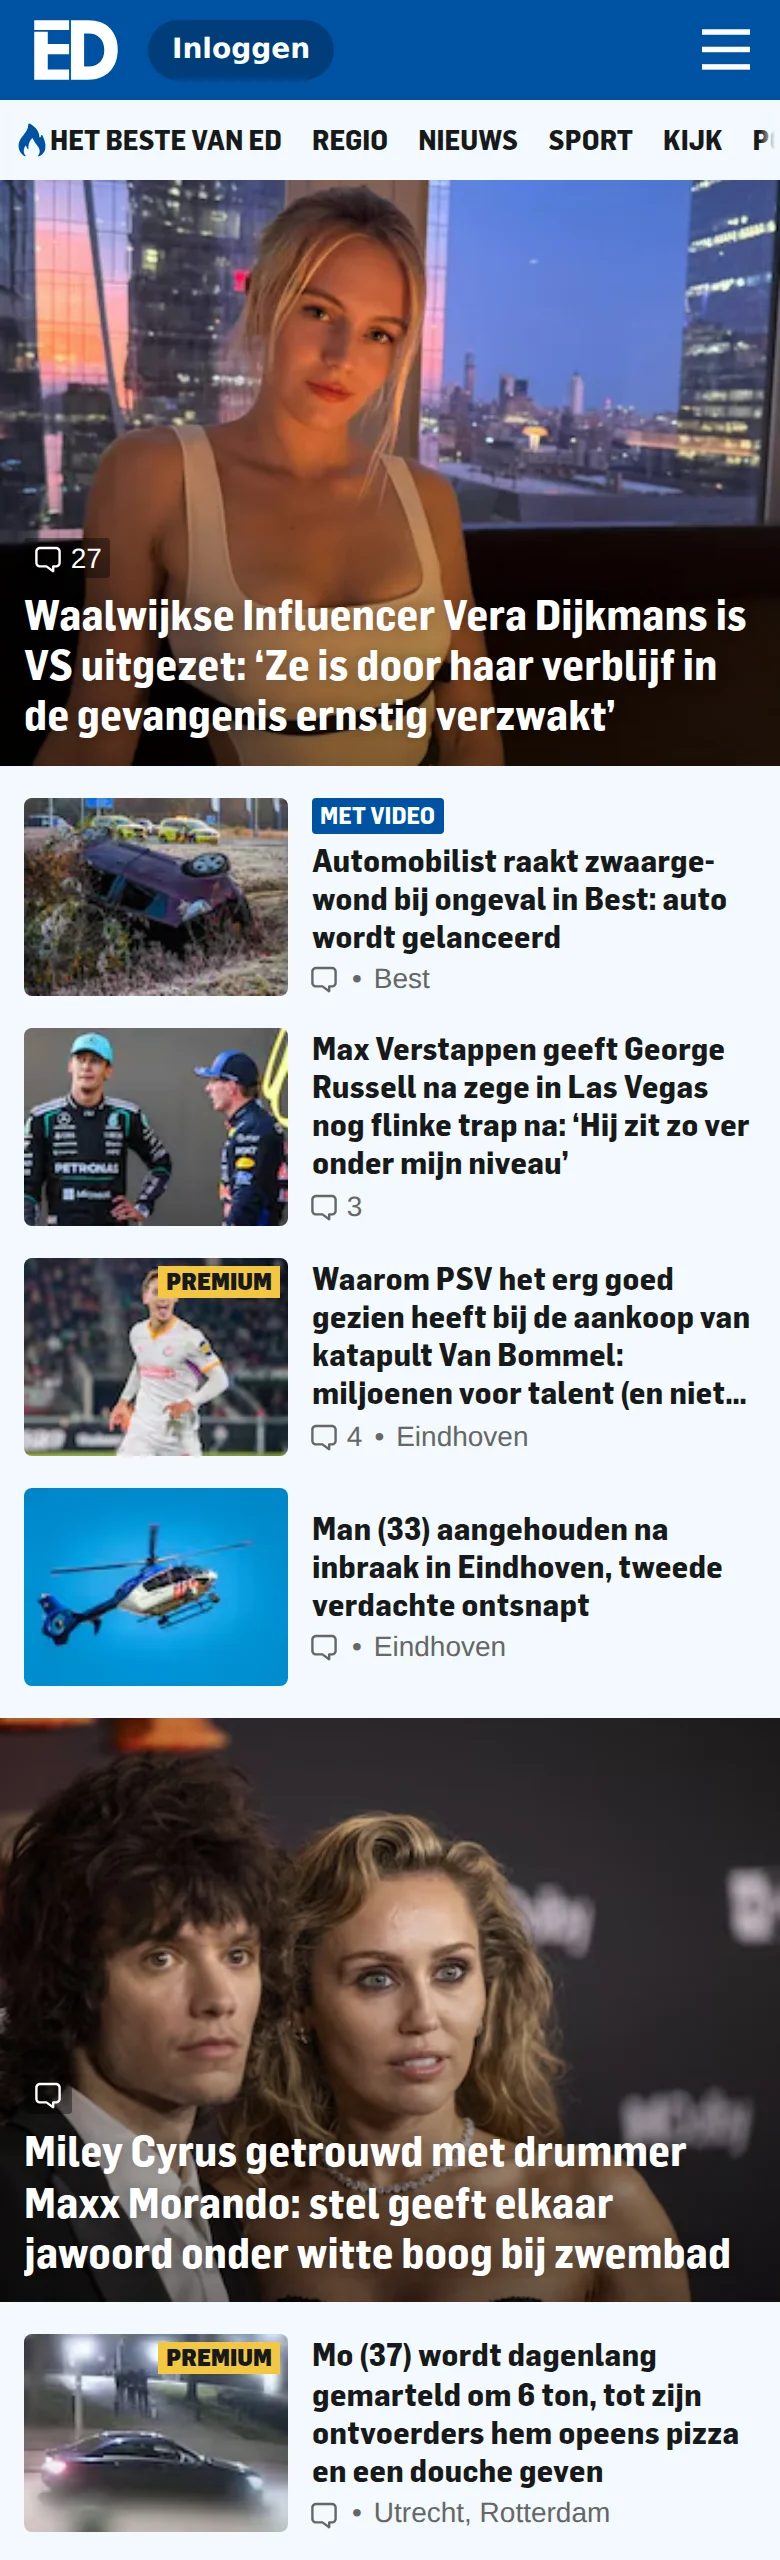 ED
Inloggen
HET BESTE VAN ED
REGIO
NIEUWS
SPORT
KIJK
27
Waalwijkse Influencer Vera Dijkmans is
VS uitgezet: ‘Ze is door haar verblijf in
de gevangenis ernstig verzwakt’
MET VIDEO
Automobilist raakt zwaarge-
wond bij ongeval in Best: auto
wordt gelanceerd
• Best
PETRONAS
Microsoft
Max Verstappen geeft George
Russell na zege in Las Vegas
nog flinke trap na: ‘Hij zit zo ver
onder mijn niveau’
3
PREMIUM
Waarom PSV het erg goed
gezien heeft bij de aankoop van
katapult Van Bommel:
miljoenen voor talent (en niet...
4 • Eindhoven
Man (33) aangehouden na
inbraak in Eindhoven, tweede
verdachte ontsnapt
• Eindhoven
Miley Cyrus getrouwd met drummer
Maxx Morando: stel geeft elkaar
jawoord onder witte boog bij zwembad
PREMIUM
Mo (37) wordt dagenlang
gemarteld om 6 ton, tot zijn
ontvoerders hem opeens pizza
en een douche geven
• Utrecht, Rotterdam